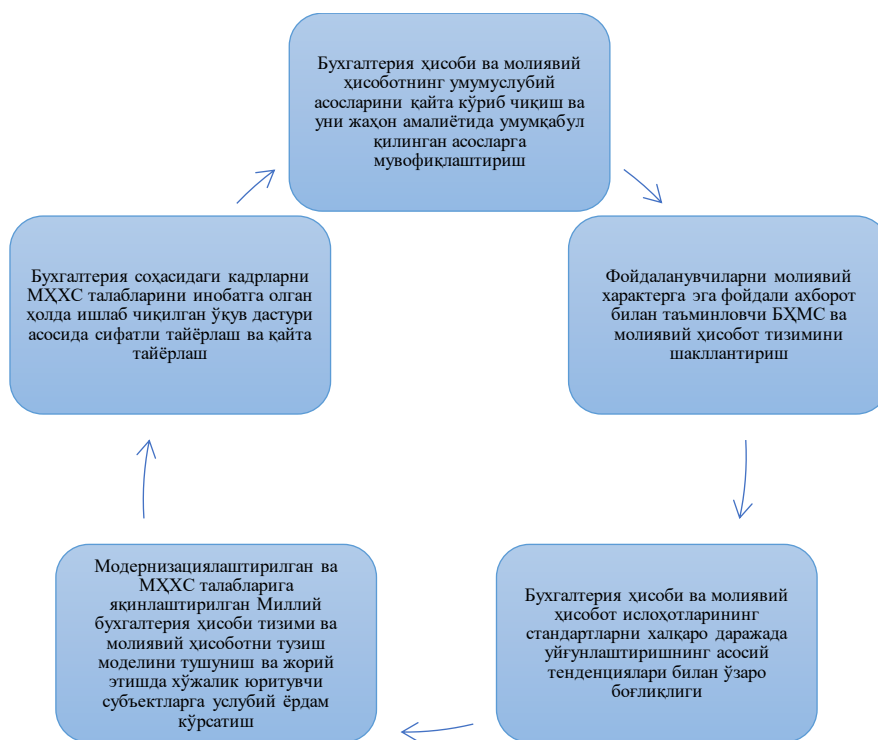 Бухгалтерия ҳисоби ва молиявий
ҳисоботнинг умумуслубий
асосларини қайта кўриб чиқиш ва
уни жаҳон амалиётида умумқабул
қилинган асосларга
мувофиқлаштириш
Фойдаланувчиларни молиявий
характерга эга фойдали ахборот
билан таъминловчи БҲМС ва
молиявий ҳисобот тизимини
шакллантириш
Бухгалтерия ҳисоби ва молиявий
ҳисобот ислоҳотларининг
стандартларни халқаро даражада
уйғунлаштиришнинг асосий
тенденциялари билан ўзаро
боғлиқлиги
Модернизациялаштирилган ва
МҲХС талабларига
яқинлаштирилган Миллий
бухгалтерия ҳисоби тизими ва
молиявий ҳисоботни тузиш
моделини тушуниш ва жорий
этишда хўжалик юритувчи
субъектларга услубий ёрдам
кўрсатиш
Бухгалтерия соҳасидаги кадрларни
МҲХС талабларини инобатга олган
ҳолда ишлаб чиқилган ўқув дастури
асосида сифатли тайёрлаш ва қайта
тайёрлаш